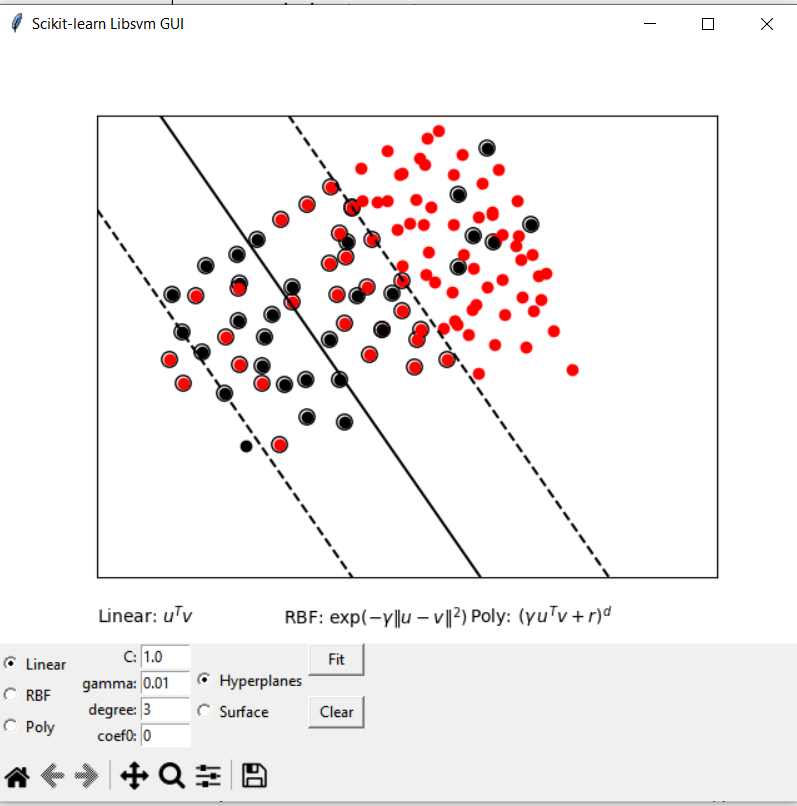 Scikit-learn Libsvm GUI
Linear: $u^T v$ RBF: $\exp(-\gamma \|u - v\|^2)$ Poly: $(\gamma u^T v + r)^d$
Linear C: 1.0 Fit
RBF gamma: 0.01 Hyperplanes
degree: 3 Surface Clear
Poly coef0: 0